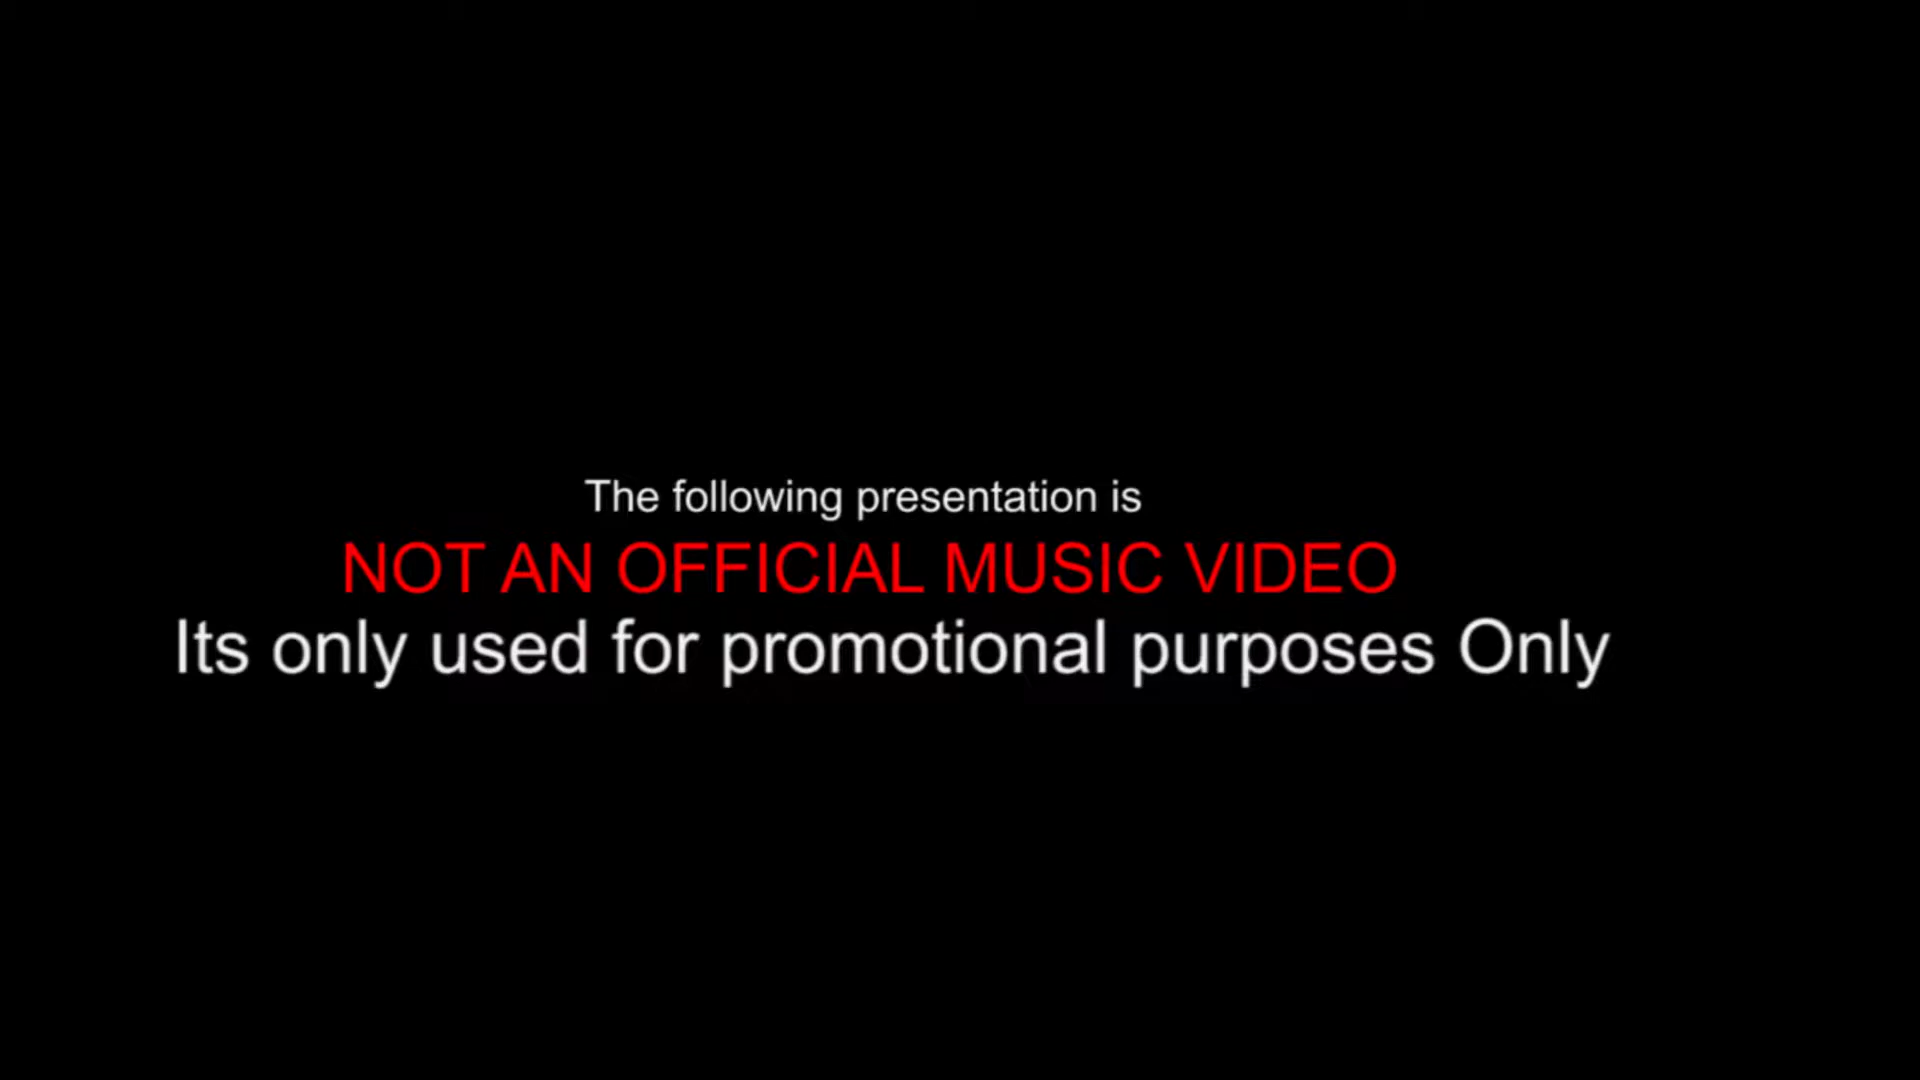 The following presentation is
NOT AN OFFICIAL MUSIC VIDEO
Its only used for promotional purposes Only